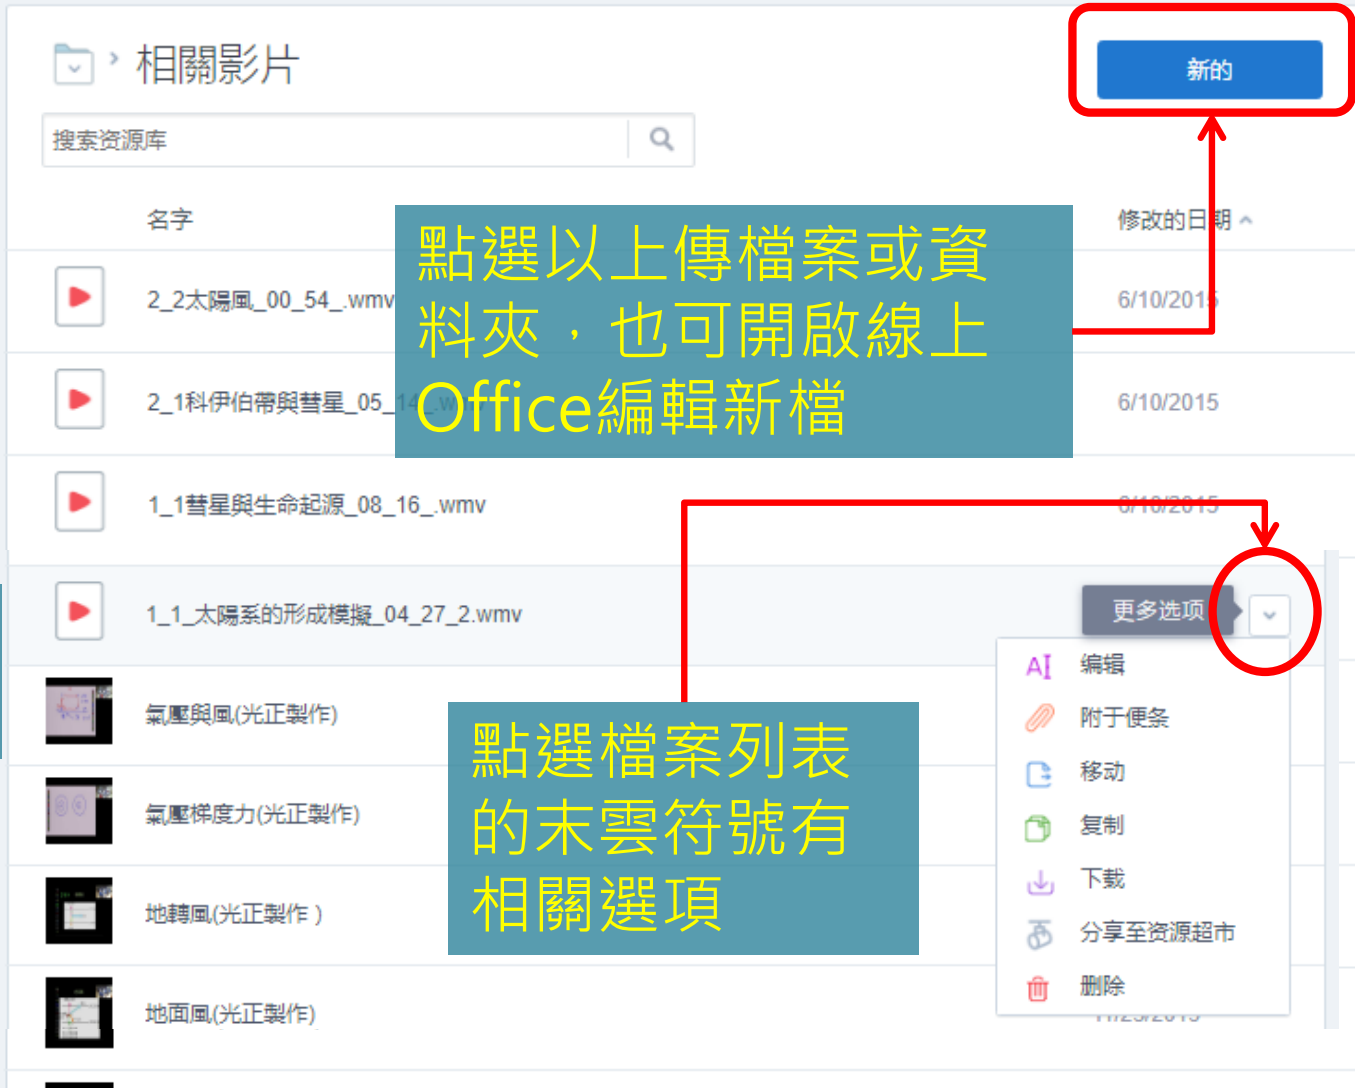 相關影片
新的
搜索资源库
名字
修改的日期
點選以上傳檔案或資
料夾，也可開啟線上
Office編輯新檔
2_2太陽風_00_54_.wmv
6/10/2015
2_1科伊伯帶與彗星_05_14_.wmv
6/10/2015
1_1彗星與生命起源_08_16_.wmv
6/10/2015
1_1_太陽系的形成模擬_04_27_2.wmv
更多选项
编辑
附于便条
移动
复制
下载
分享至资源超市
删除
氣壓與風(光正製作)
氣壓梯度力(光正製作)
地轉風(光正製作 )
地面風(光正製作)
點選檔案列表
的末雲符號有
相關選項